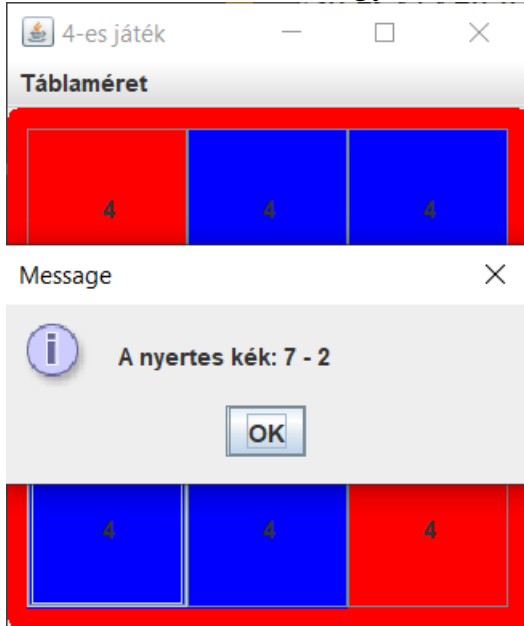 4-es játék
Táblaméret
4 4 4
Message
A nyertes kék: 7 - 2
OK
4 4 4